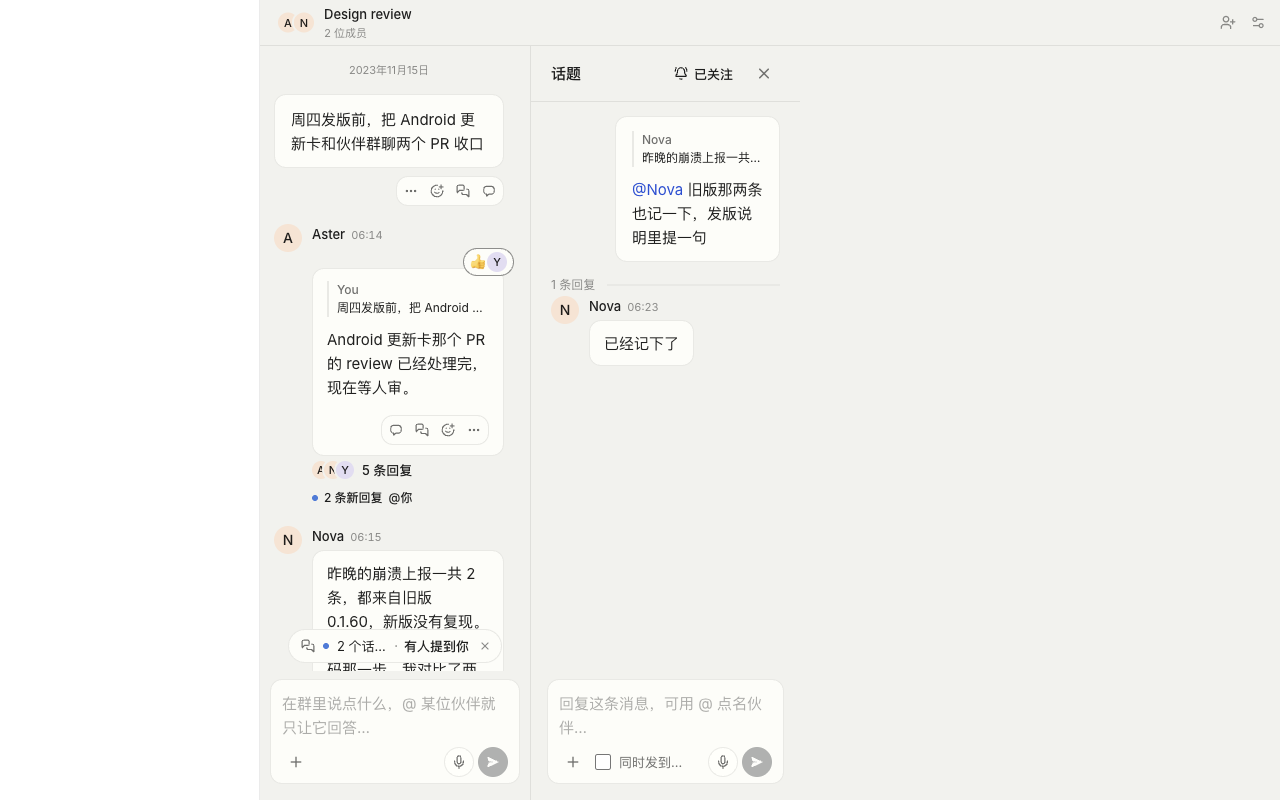 A N
Design review
2 位成员
2023年11月15日
周四发版前，把 Android 更
新卡和伙伴群聊两个 PR 收口
A
Aster 06:14
Y
You
周四发版前，把 Android ...
Android 更新卡那个 PR
的 review 已经处理完，
现在等人审。
A N Y 5 条回复
2 条新回复 @你
N
Nova 06:15
昨晚的崩溃上报一共 2
条，都来自旧版
0.1.60，新版没有复现。
2 个话... · 有人提到你
码那一步，我对比了两
在群里说点什么，@ 某位伙伴就
只让它回答...
话题
已关注
Nova
昨晚的崩溃上报一共...
@Nova 旧版那两条
也记一下，发版说
明里提一句
1 条回复
N
Nova 06:23
已经记下了
回复这条消息，可用 @ 点名伙
伴...
同时发到...